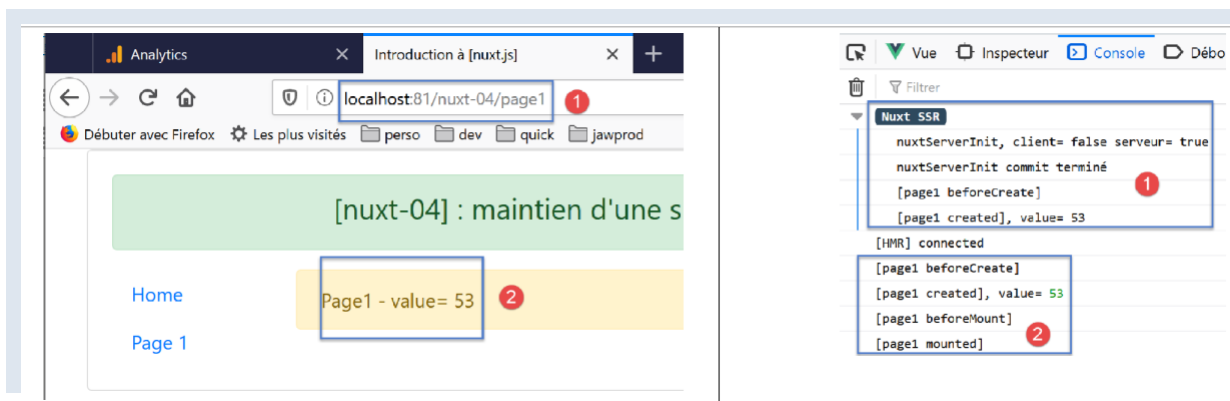 Analytics
Introduction à [nuxt.js]
localhost:81/nuxt-04/page1
1
Débuter avec Firefox Les plus visités perso dev quick jawprod
[nuxt-04] : maintien d'une s
Home
Page 1
Page1 - value= 53
2
Vue Inspecteur Console Débo
Filtrer
Nuxt SSR
nuxtServerInit, client= false serveur= true
nuxtServerInit commit terminé
[page1 beforeCreate]
1
[page1 created], value= 53
[HMR] connected
[page1 beforeCreate]
[page1 created], value= 53
[page1 beforeMount]
2
[page1 mounted]